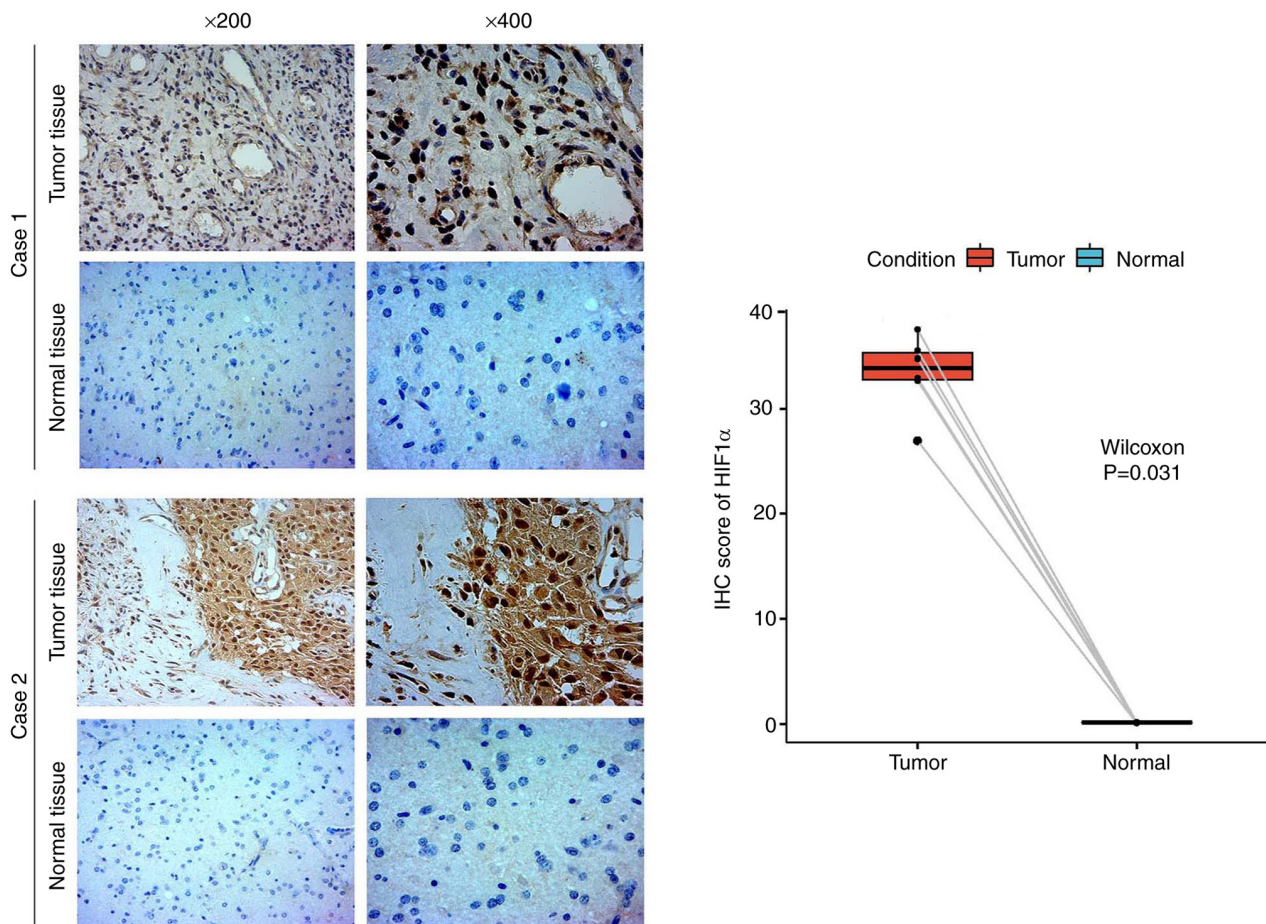 ×200 ×400
Case 1
Tumor tissue
Normal tissue
Case 2
Tumor tissue
Normal tissue
Condition Tumor Normal
IHC score of HIF1α
40
30
20
10
0
Wilcoxon
P=0.031
Tumor Normal